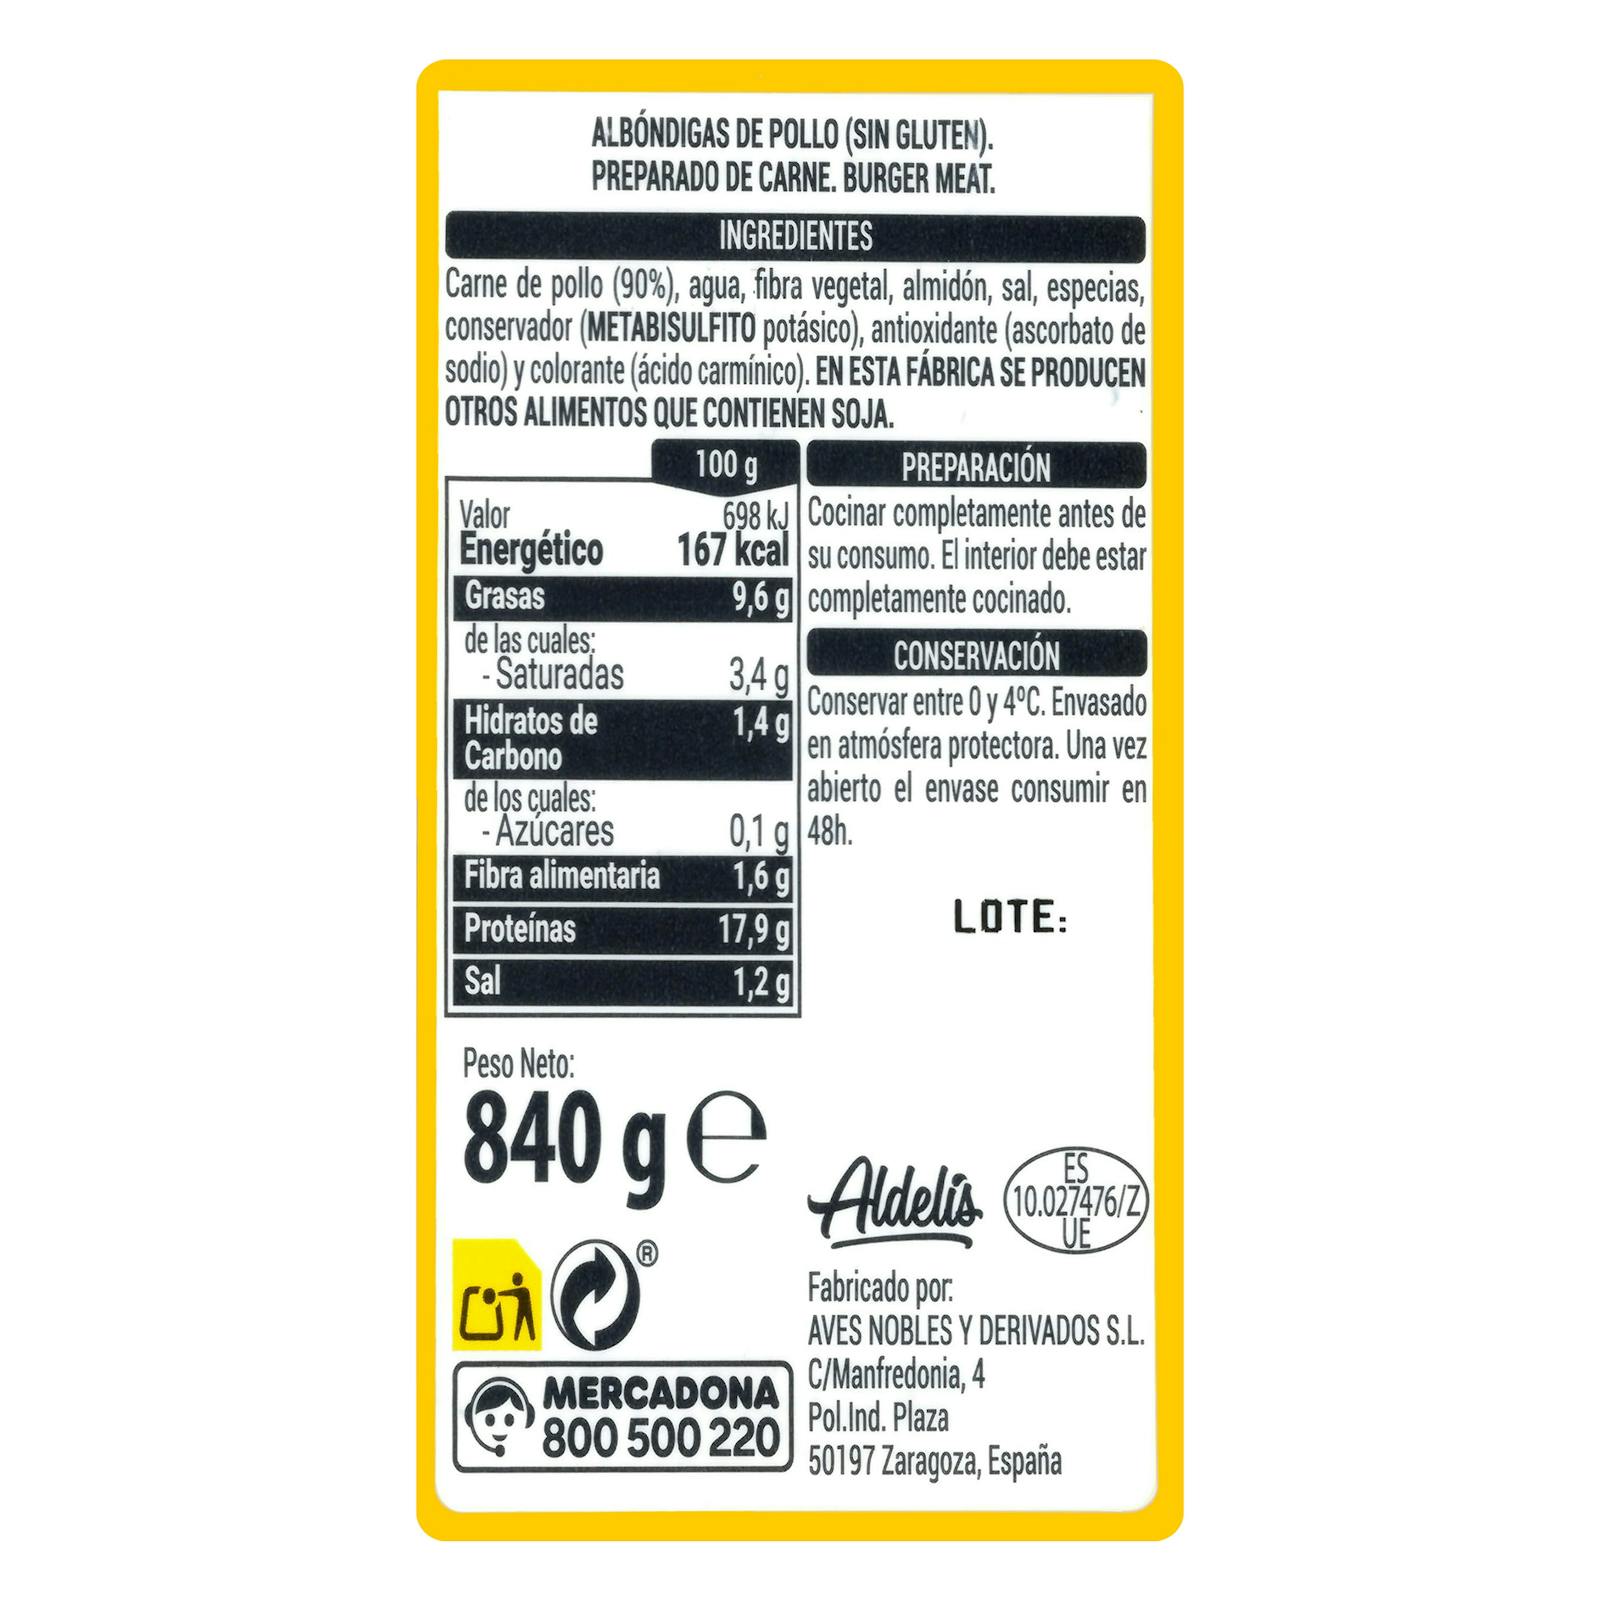 ALBÓNDIGAS DE POLLO (SIN GLUTEN).
PREPARADO DE CARNE. BURGER MEAT.
INGREDIENTES
Carne de pollo (90%), agua, fibra vegetal, almidón, sal, especias,
conservador (METABISULFITO potásico), antioxidante (ascorbato de
sodio) y colorante (ácido carmínico). EN ESTA FÁBRICA SE PRODUCEN
OTROS ALIMENTOS QUE CONTIENEN SOJA.
100 g
Valor 698 kJ
Energético 167 kcal
Grasas 9,6 g
de las cuales:
- Saturadas 3,4 g
Hidratos de 1,4 g
Carbono
de los cuales:
- Azúcares 0,1 g
Fibra alimentaria 1,6 g
Proteínas 17,9 g
Sal 1,2 g
PREPARACIÓN
Cocinar completamente antes de
su consumo. El interior debe estar
completamente cocinado.
CONSERVACIÓN
Conservar entre 0 y 4ºC. Envasado
en atmósfera protectora. Una vez
abierto el envase consumir en
48h.
LOTE:
Peso Neto:
840 g e
Aldelís
ES
10.027476/Z
UE
®
MERCADONA
800 500 220
Fabricado por:
AVES NOBLES Y DERIVADOS S.L.
C/Manfredonia, 4
Pol.Ind. Plaza
50197 Zaragoza, España